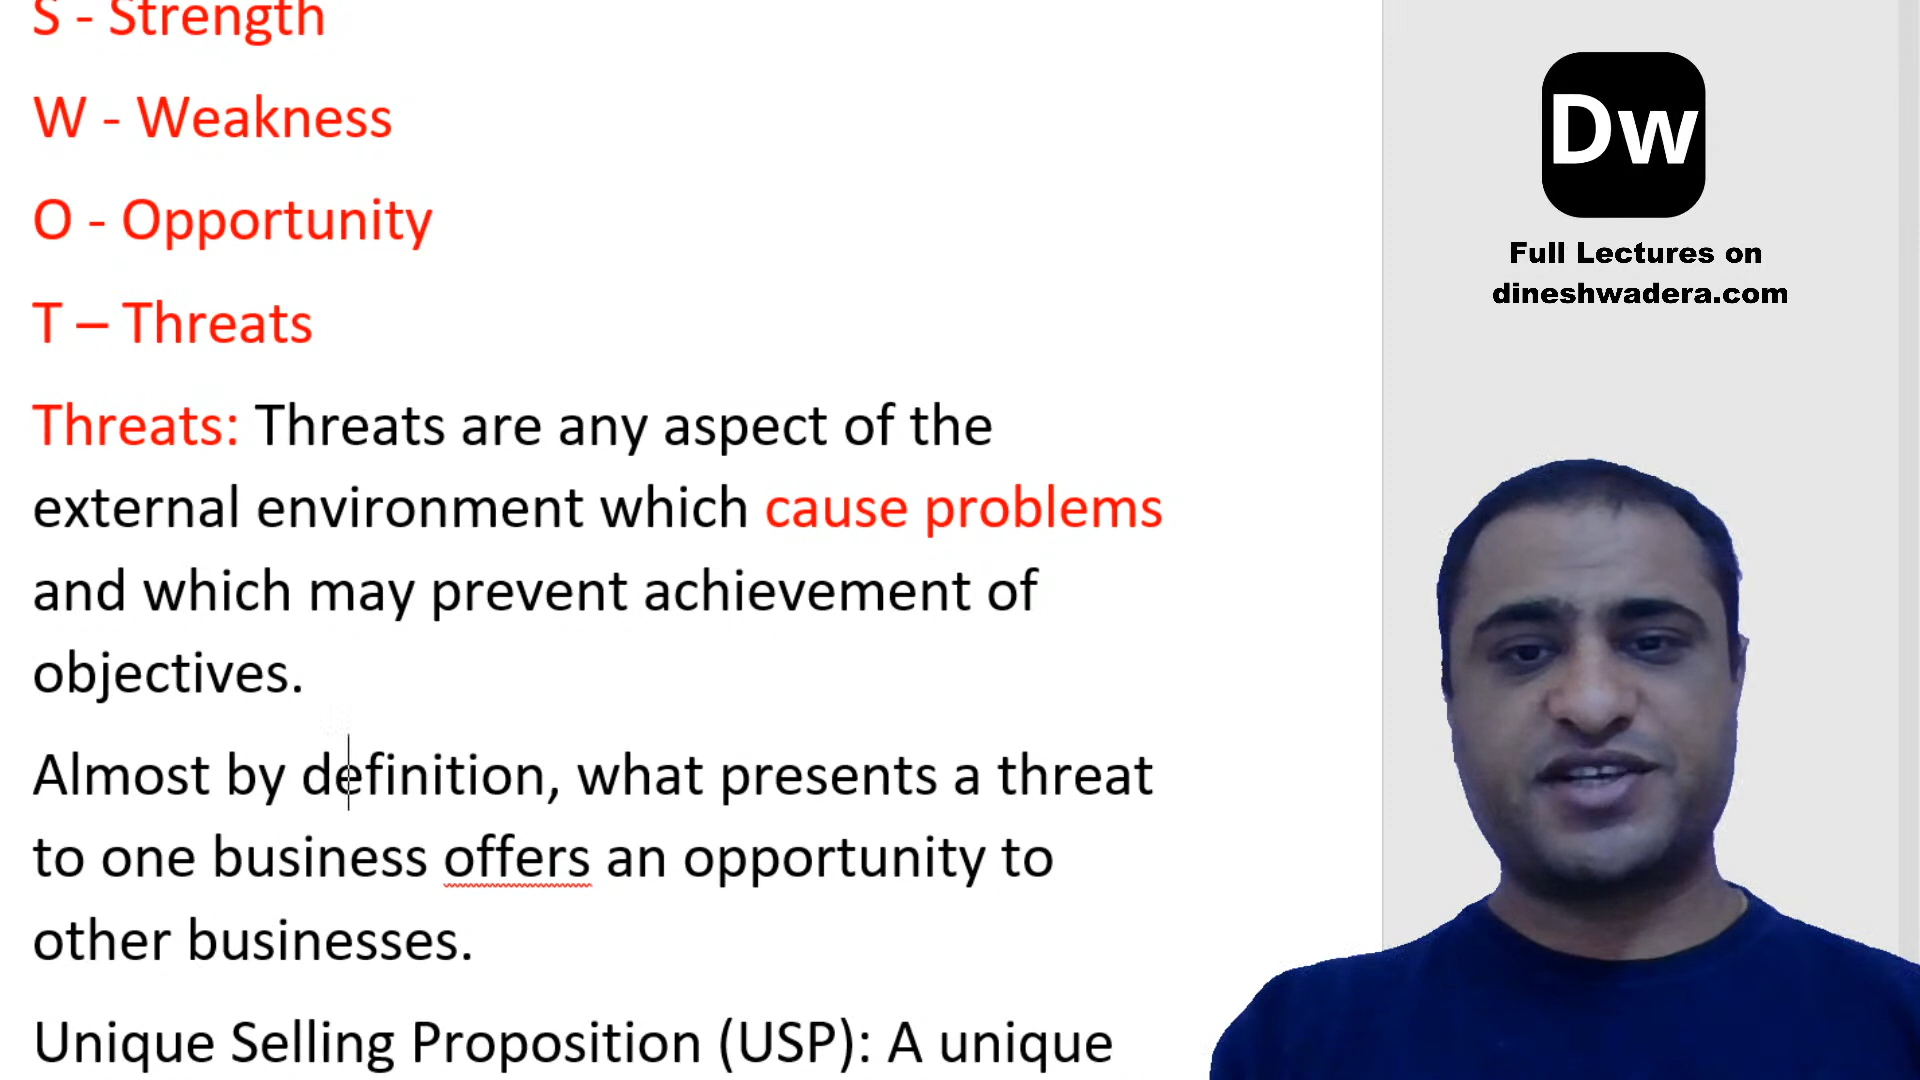 S - Strength
W - Weakness
O - Opportunity
T – Threats
Threats: Threats are any aspect of the
external environment which cause problems
and which may prevent achievement of
objectives.
Almost by definition, what presents a threat
to one business offers an opportunity to
other businesses.
Unique Selling Proposition (USP): A unique
Dw
Full Lectures on
dineshwadera.com